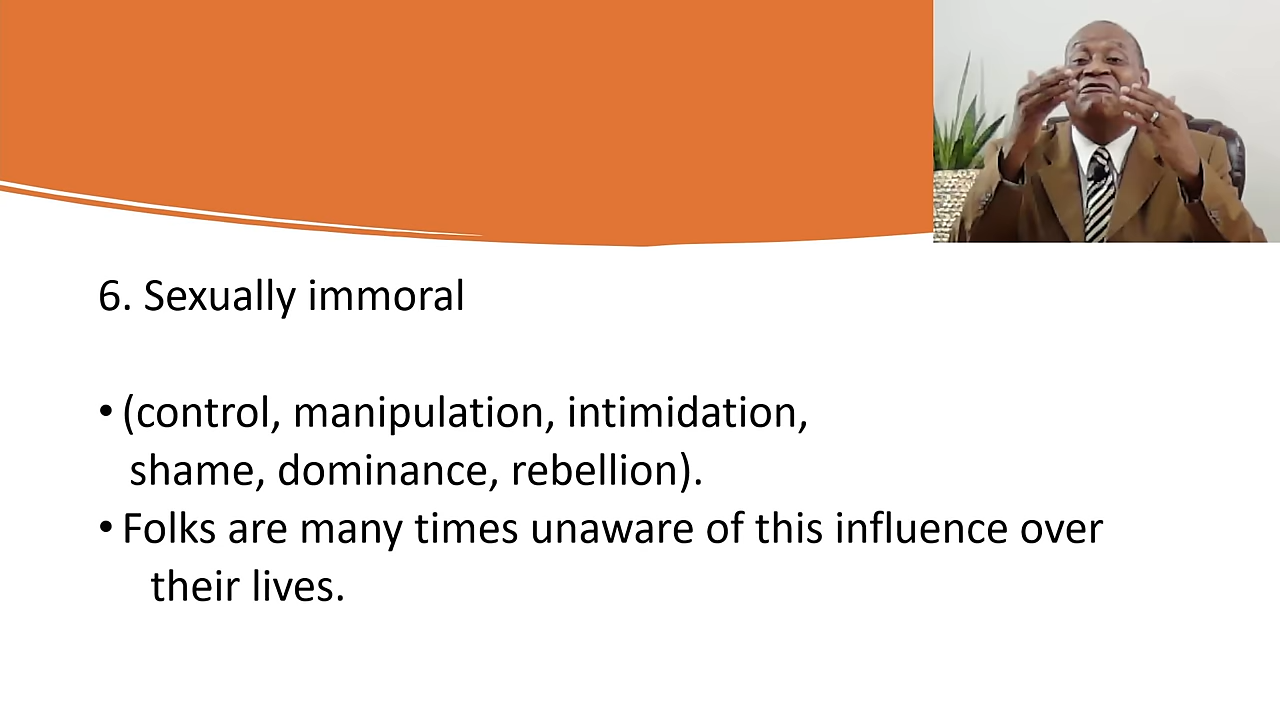 6. Sexually immoral
• (control, manipulation, intimidation,
shame, dominance, rebellion).
• Folks are many times unaware of this influence over
their lives.